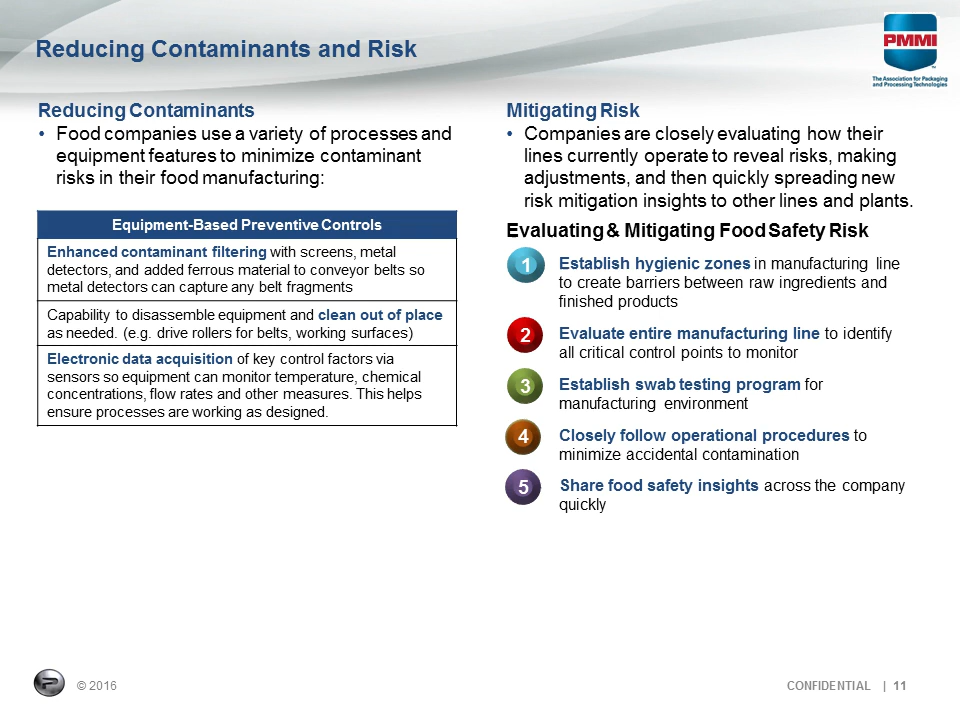 Reducing Contaminants and Risk
PMMI
The Association for Packaging
and Processing Technologies
Reducing Contaminants
• Food companies use a variety of processes and
equipment features to minimize contaminant
risks in their food manufacturing:
Equipment-Based Preventive Controls
Enhanced contaminant filtering with screens, metal
detectors, and added ferrous material to conveyor belts so
metal detectors can capture any belt fragments
Capability to disassemble equipment and clean out of place
as needed. (e.g. drive rollers for belts, working surfaces)
Electronic data acquisition of key control factors via
sensors so equipment can monitor temperature, chemical
concentrations, flow rates and other measures. This helps
ensure processes are working as designed.
Mitigating Risk
• Companies are closely evaluating how their
lines currently operate to reveal risks, making
adjustments, and then quickly spreading new
risk mitigation insights to other lines and plants.
Evaluating & Mitigating Food Safety Risk
1 Establish hygienic zones in manufacturing line
to create barriers between raw ingredients and
finished products
2 Evaluate entire manufacturing line to identify
all critical control points to monitor
3 Establish swab testing program for
manufacturing environment
4 Closely follow operational procedures to
minimize accidental contamination
5 Share food safety insights across the company
quickly
P © 2016
CONFIDENTIAL | 11